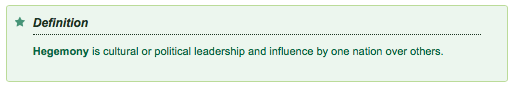 Definition
Hegemony is cultural or political leadership and influence by one nation over others.